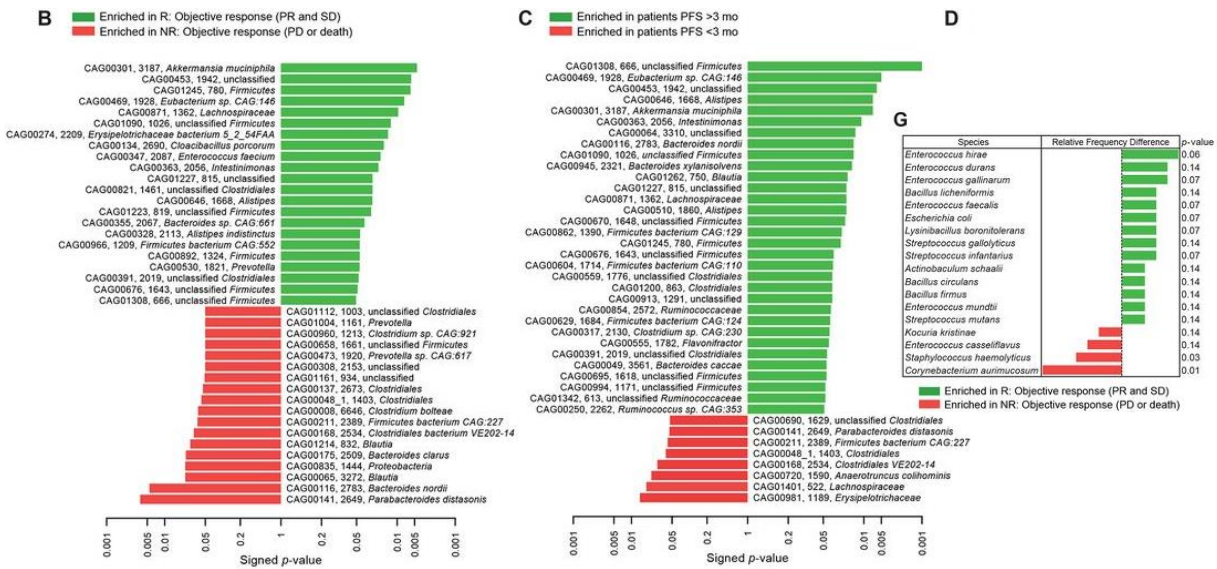 B
Enriched in R: Objective response (PR and SD)
Enriched in NR: Objective response (PD or death)
CAG00301, 3187, Akkermansia muciniphila
CAG00453, 1942, unclassified
CAG01245, 780, Firmicutes
CAG00469, 1928, Eubacterium sp. CAG:146
CAG00871, 1362, Lachnospiraceae
CAG01090, 1026, unclassified Firmicutes
CAG00274, 2209, Erysipelotrichaceae bacterium 5_2_54FAA
CAG00134, 2690, Cloacibacillus porcorum
CAG00347, 2087, Enterococcus faecium
CAG00363, 2056, Intestinimonas
CAG01227, 815, unclassified
CAG00821, 1461, unclassified Clostridiales
CAG00646, 1668, Alistipes
CAG01223, 819, unclassified Firmicutes
CAG00355, 2067, Bacteroides sp. CAG:661
CAG00328, 2113, Alistipes indistinctus
CAG00966, 1209, Firmicutes bacterium CAG:552
CAG00892, 1324, Firmicutes
CAG00530, 1821, Prevotella
CAG00391, 2019, unclassified Clostridiales
CAG00676, 1643, unclassified Firmicutes
CAG01308, 666, unclassified Firmicutes
CAG01112, 1003, unclassified Clostridiales
CAG01004, 1161, Prevotella
CAG00960, 1213, Clostridium sp. CAG:921
CAG00658, 1661, unclassified Firmicutes
CAG00473, 1920, Prevotella sp. CAG:617
CAG00308, 2153, unclassified
CAG01161, 934, unclassified
CAG00137, 2673, Clostridiales
CAG00048_1, 1403, Clostridiales
CAG00008, 6646, Clostridium bolteae
CAG00211, 2389, Firmicutes bacterium CAG:227
CAG00168, 2534, Clostridiales bacterium VE202-14
CAG01214, 832, Blautia
CAG00175, 2509, Bacteroides clarus
CAG00835, 1444, Proteobacteria
CAG00065, 3272, Blautia
CAG00116, 2783, Bacteroides nordii
CAG00141, 2649, Parabacteroides distasonis
0.001 0.005 0.01 0.05 0.2 1 0.2 0.05 0.01 0.005 0.001
Signed p-value
C
Enriched in patients PFS >3 mo
Enriched in patients PFS <3 mo
CAG01308, 666, unclassified Firmicutes
CAG00469, 1928, Eubacterium sp. CAG:146
CAG00453, 1942, unclassified
CAG00646, 1668, Alistipes
CAG00301, 3187, Akkermansia muciniphila
CAG00363, 2056, Intestinimonas
CAG00064, 3310, unclassified
CAG00116, 2783, Bacteroides nordii
CAG01090, 1026, unclassified Firmicutes
CAG00945, 2321, Bacteroides xylanisolvens
CAG01262, 750, Blautia
CAG01227, 815, unclassified
CAG00871, 1362, Lachnospiraceae
CAG00510, 1860, Alistipes
CAG00670, 1648, unclassified Firmicutes
CAG00862, 1390, Firmicutes bacterium CAG:129
CAG01245, 780, Firmicutes
CAG00676, 1643, unclassified Firmicutes
CAG00604, 1714, Firmicutes bacterium CAG:110
CAG00559, 1776, unclassified Clostridiales
CAG01200, 863, Clostridiales
CAG00913, 1291, unclassified
CAG00854, 2572, Ruminococcaceae
CAG00629, 1684, Firmicutes bacterium CAG:124
CAG00317, 2130, Clostridium sp. CAG:230
CAG00555, 1782, Flavonifractor
CAG00391, 2019, unclassified Clostridiales
CAG00049, 3561, Bacteroides caccae
CAG00695, 1618, unclassified Firmicutes
CAG00994, 1171, unclassified Firmicutes
CAG01342, 613, unclassified Ruminococcaceae
CAG00250, 2262, Ruminococcus sp. CAG:353
CAG00690, 1629, unclassified Clostridiales
CAG00141, 2649, Parabacteroides distasonis
CAG00211, 2389, Firmicutes bacterium CAG:227
CAG00048_1, 1403, Clostridiales
CAG00168, 2534, Clostridiales VE202-14
CAG00720, 1590, Anaerotruncus colihominis
CAG01401, 522, Lachnospiraceae
CAG00981, 1189, Erysipelotrichaceae
0.001 0.005 0.01 0.05 0.2 1 0.2 0.05 0.01 0.005 0.001
Signed p-value
D
G
Species Relative Frequency Difference p-value
Enterococcus hirae 0.06
Enterococcus durans 0.14
Enterococcus gallinarum 0.07
Bacillus licheniformis 0.14
Enterococcus faecalis 0.07
Escherichia coli 0.07
Lysinibacillus boronitolerans 0.07
Streptococcus gallolyticus 0.14
Streptococcus infantarius 0.07
Actinobaculum schaalii 0.14
Bacillus circulans 0.14
Bacillus firmus 0.14
Enterococcus mundtii 0.14
Streptococcus mutans 0.14
Kocuria kristinae 0.14
Enterococcus casseliflavus 0.14
Staphylococcus haemolyticus 0.03
Corynebacterium aurimucosum 0.01
Enriched in R: Objective response (PR and SD)
Enriched in NR: Objective response (PD or death)